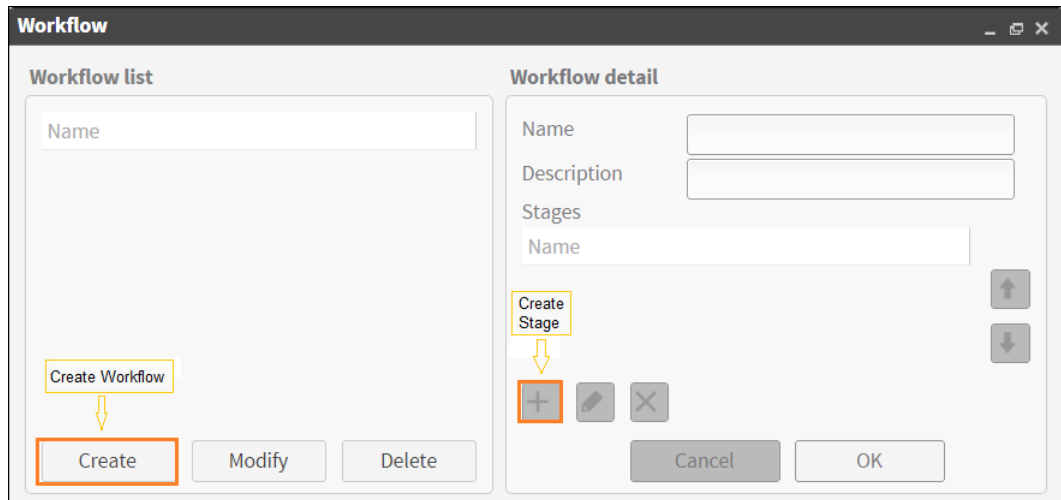 Workflow
Workflow list
Name
Create Workflow
Create Modify Delete
Workflow detail
Name
Description
Stages
Name
Create
Stage
Cancel OK